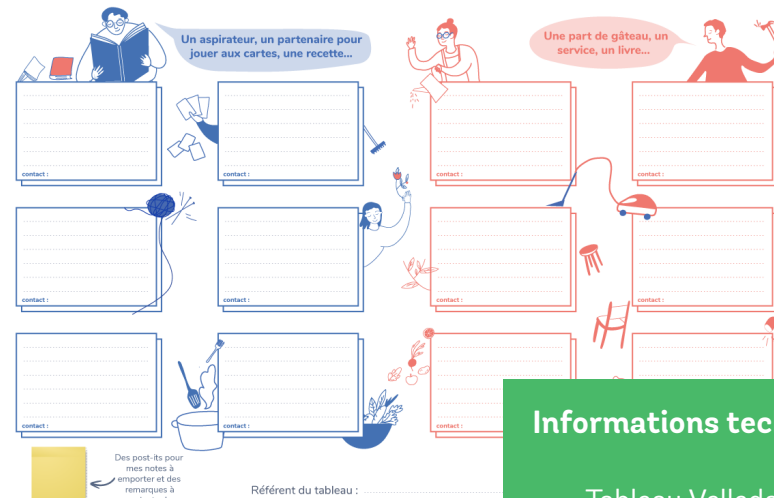 Un aspirateur, un partenaire pour
jouer aux cartes, une recette...
Une part de gâteau, un
service, un livre...
contact :
contact :
contact :
contact :
contact :
contact :
contact :
contact :
contact :
contact :
contact :
Des post-its pour
mes notes à
emporter et des
remarques à
Référent du tableau :
Informations tec